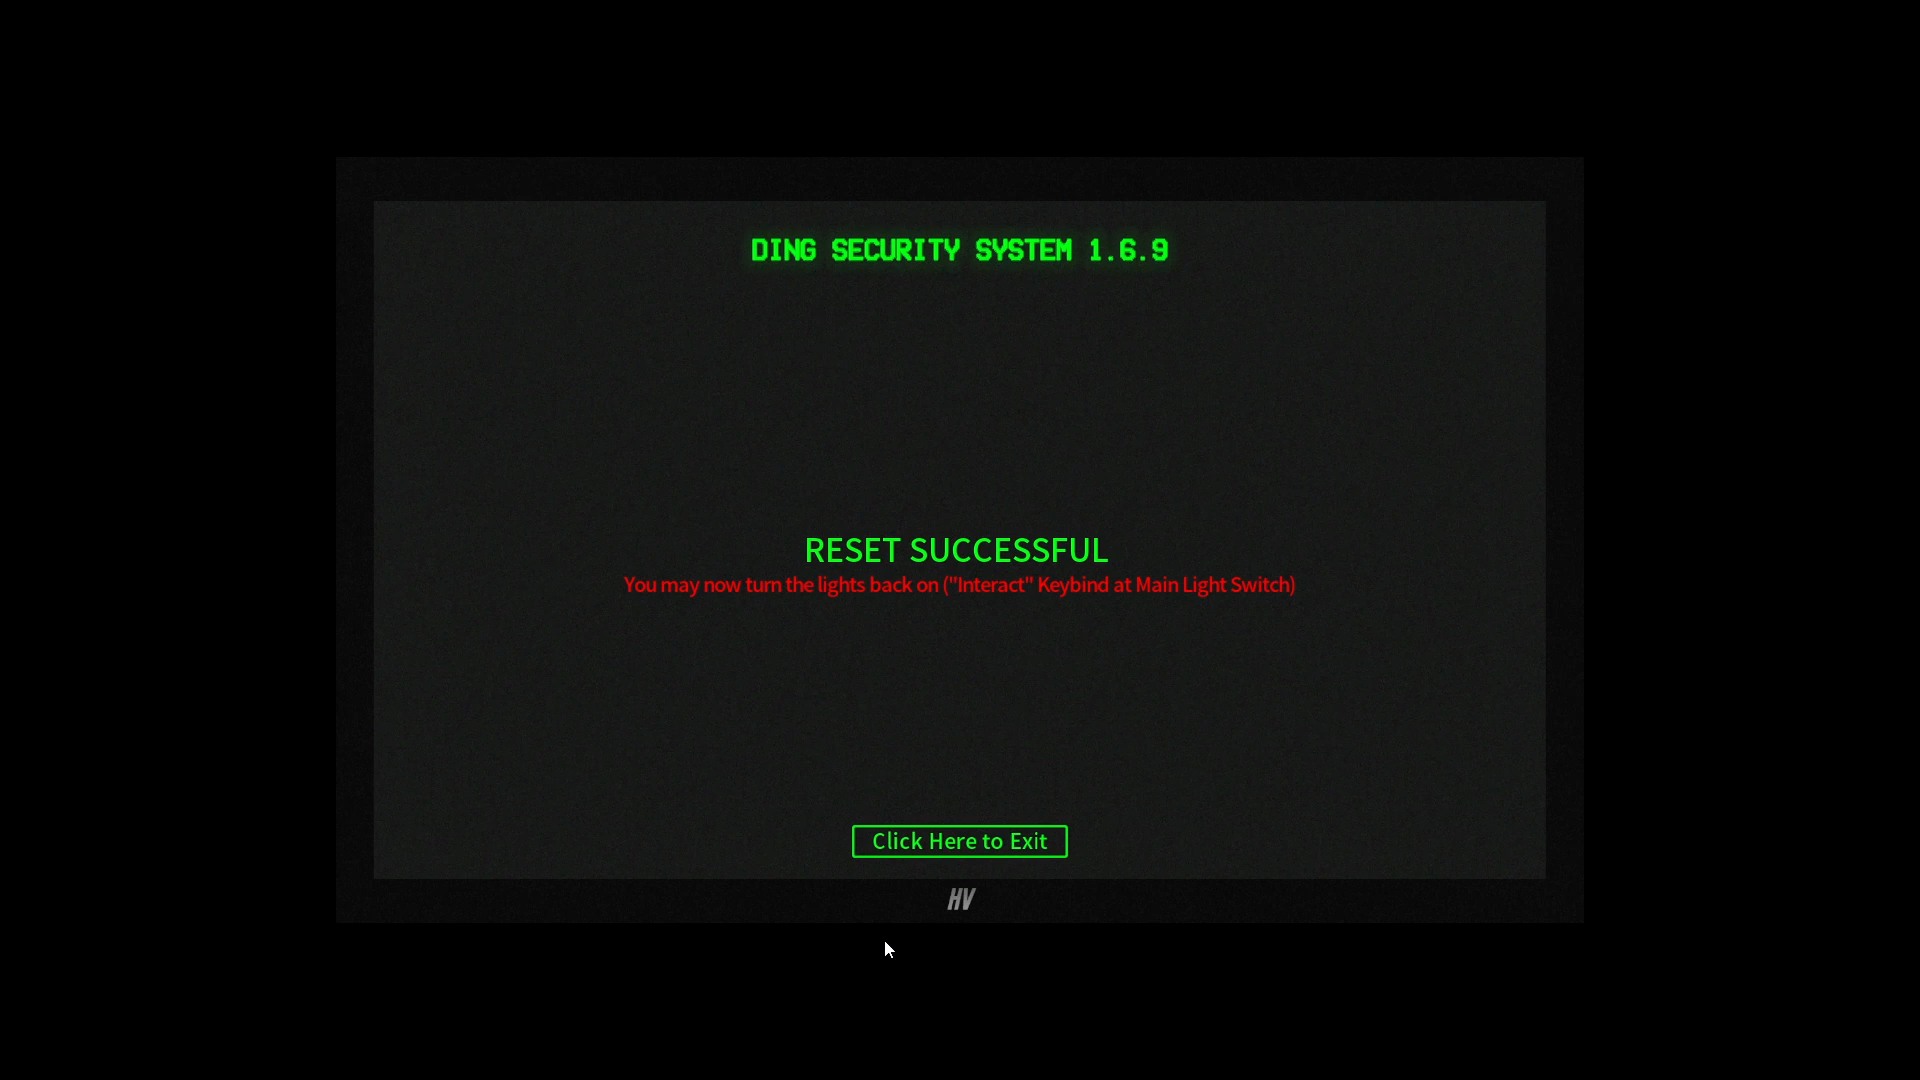 DING SECURITY SYSTEM 1.6.9
RESET SUCCESSFUL
You may now turn the lights back on ("Interact" Keybind at Main Light Switch)
Click Here to Exit
HV